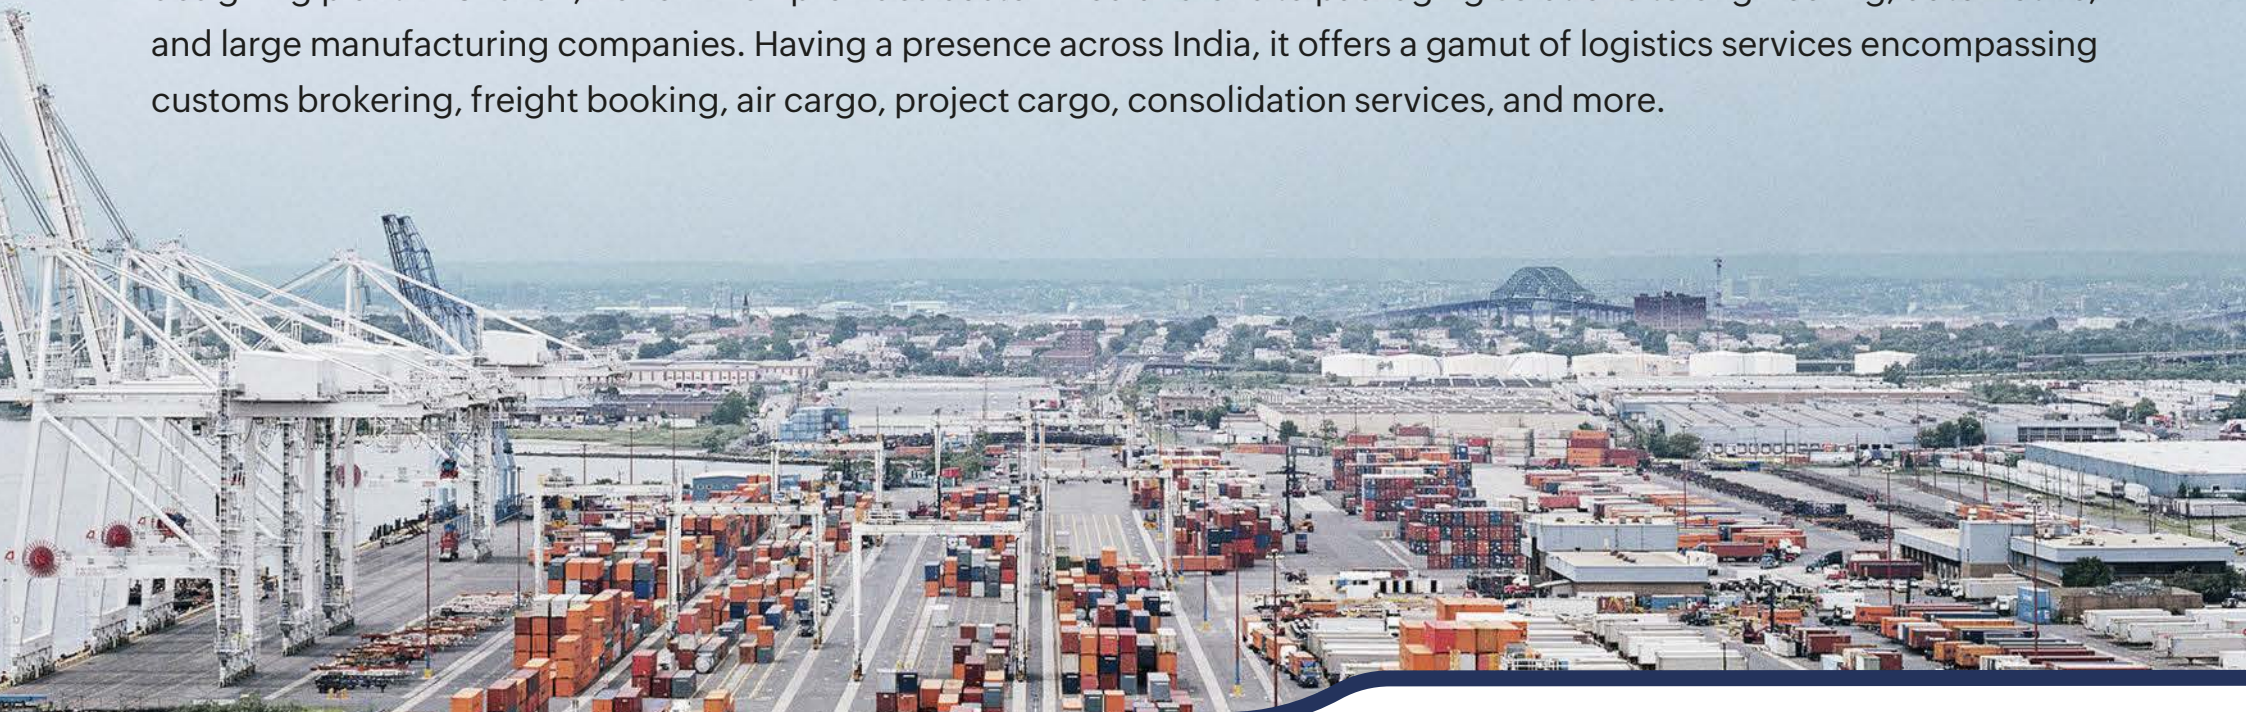 and large manufacturing companies. Having a presence across India, it offers a gamut of logistics services encompassing
customs brokering, freight booking, air cargo, project cargo, consolidation services, and more.